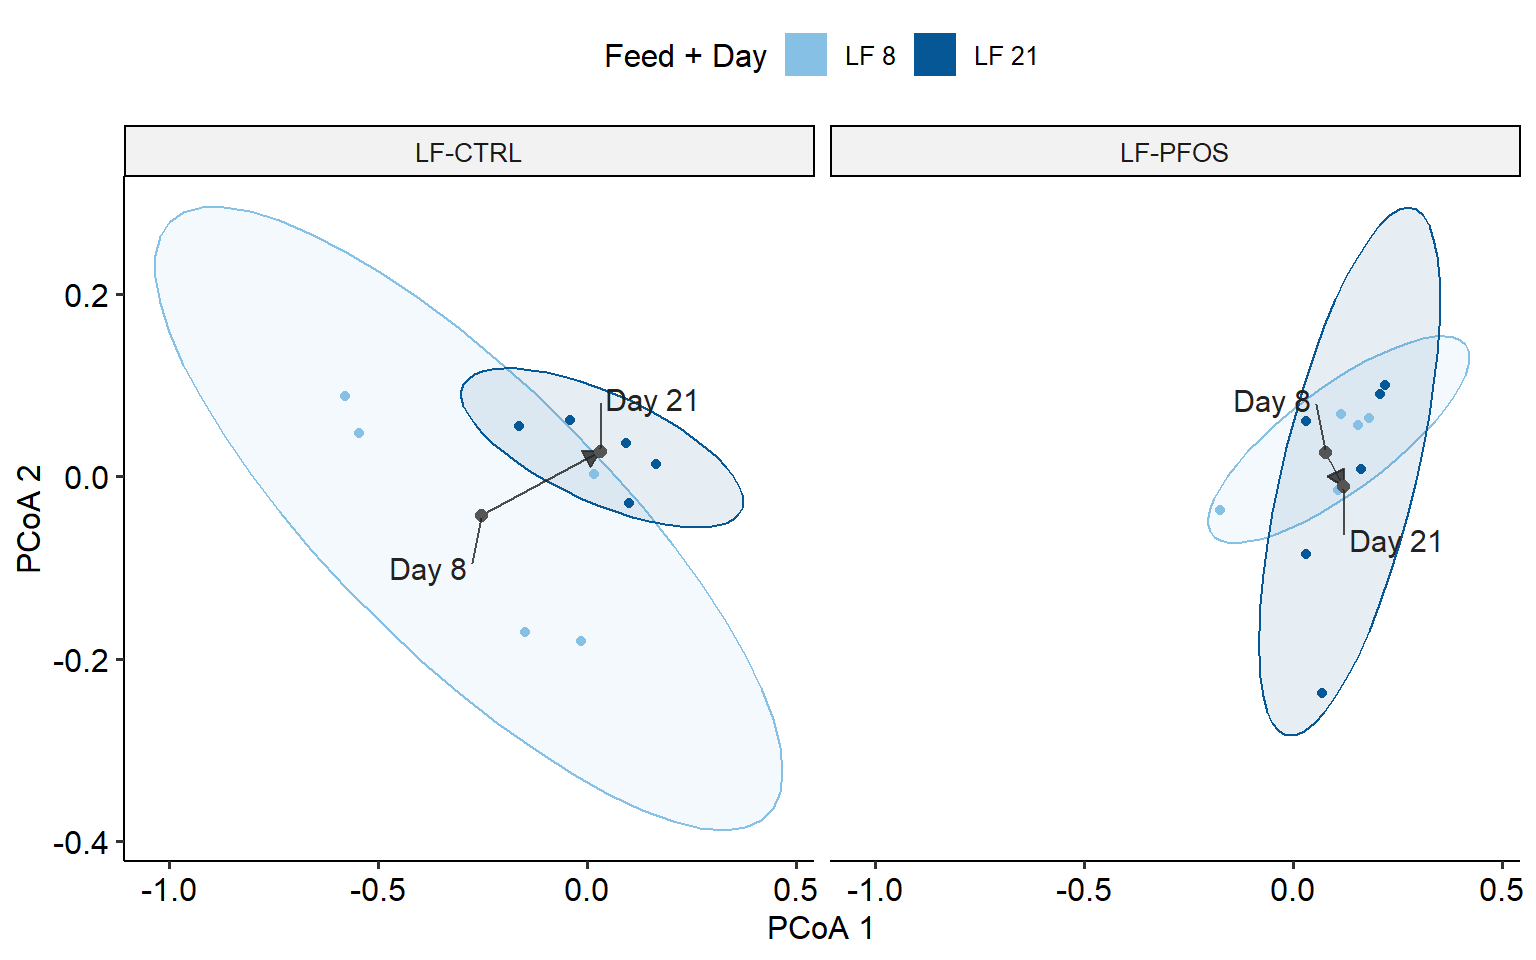 Feed + Day LF 8 LF 21
LF-CTRL LF-PFOS
0.2
0.0
-0.2
-0.4
PCoA 2
Day 21
Day 8
Day 8
Day 21
-1.0 -0.5 0.0 0.5 -1.0 -0.5 0.0 0.5
PCoA 1